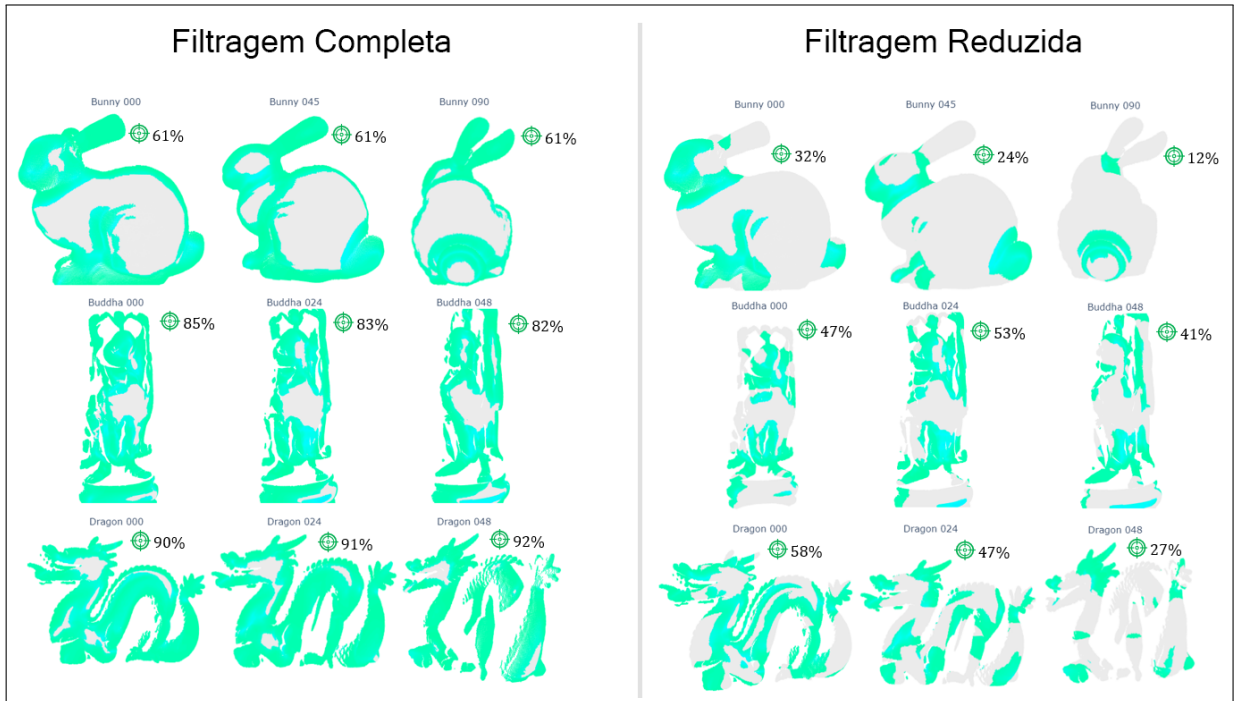 Filtragem Completa
Bunny 000
Bunny 045
Bunny 090
61%
61%
61%
Buddha 000
Buddha 024
Buddha 048
85%
83%
82%
Dragon 000
Dragon 024
Dragon 048
90%
91%
92%
Filtragem Reduzida
Bunny 000
Bunny 045
Bunny 090
32%
24%
12%
Buddha 000
Buddha 024
Buddha 048
47%
53%
41%
Dragon 000
Dragon 024
Dragon 048
58%
47%
27%